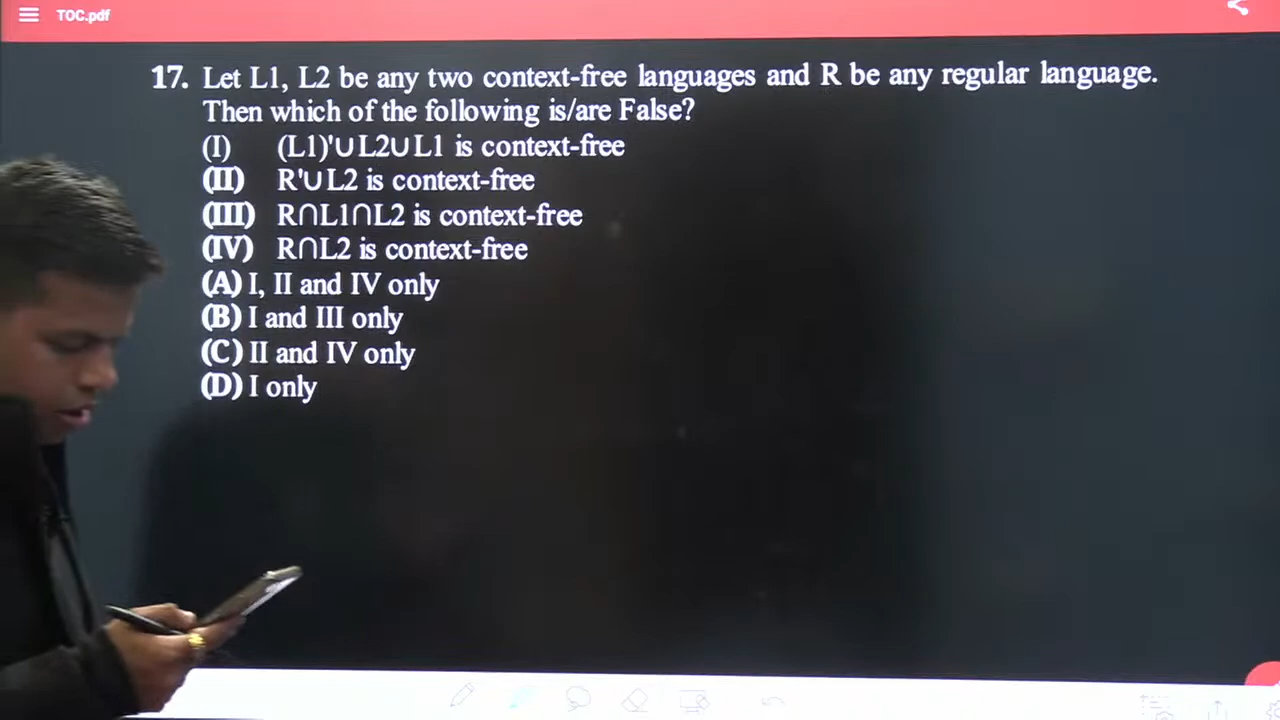 TOC.pdf
17. Let L1, L2 be any two context-free languages and R be any regular language.
Then which of the following is/are False?
(I) (L1)'∪L2∪L1 is context-free
(II) R'∪L2 is context-free
(III) R∩L1∩L2 is context-free
(IV) R∩L2 is context-free
(A) I, II and IV only
(B) I and III only
(C) II and IV only
(D) I only